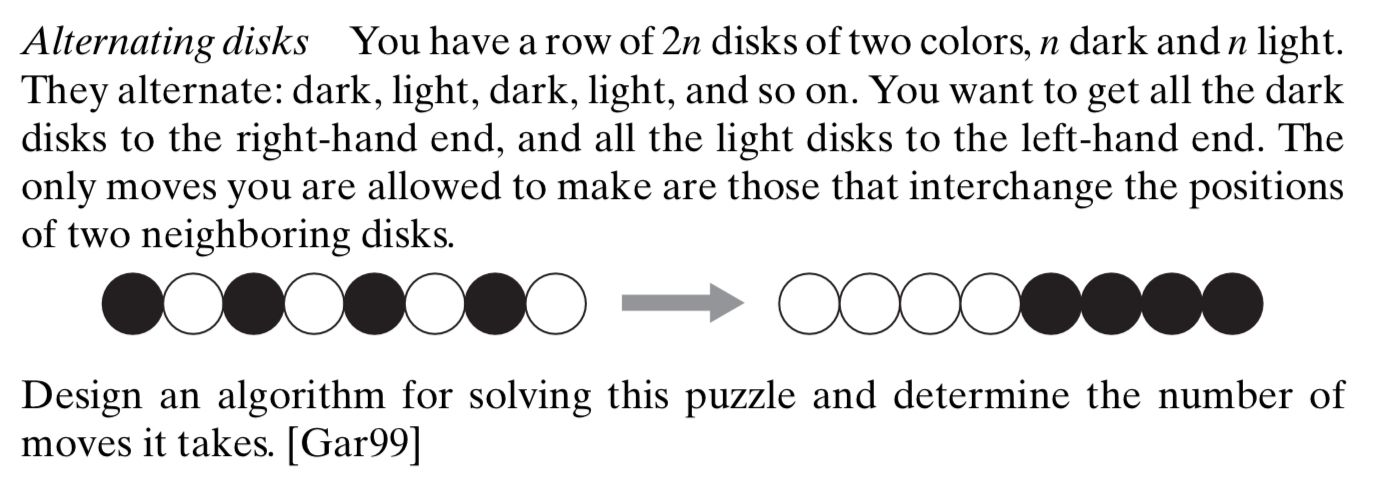 Alternating disks You have a row of 2n disks of two colors, n dark and n light.
They alternate: dark, light, dark, light, and so on. You want to get all the dark
disks to the right-hand end, and all the light disks to the left-hand end. The
only moves you are allowed to make are those that interchange the positions
of two neighboring disks.
Design an algorithm for solving this puzzle and determine the number of
moves it takes. [Gar99]